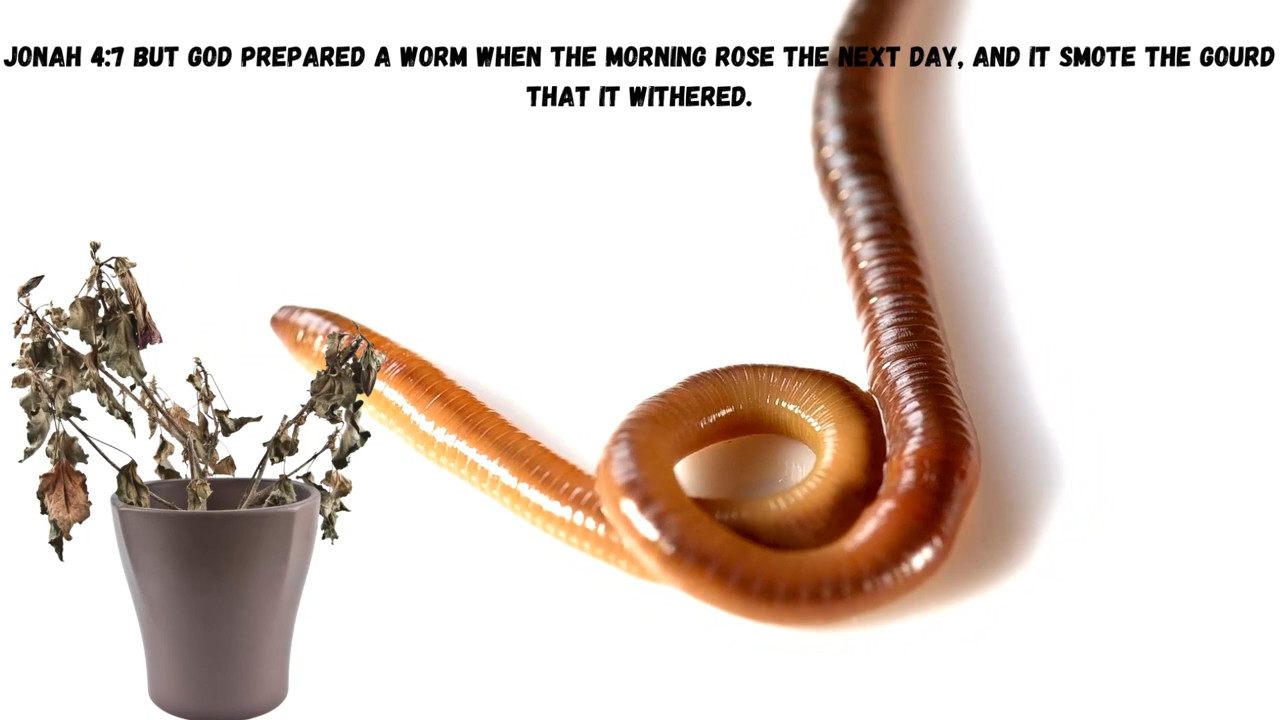 JONAH 4:7 BUT GOD PREPARED A WORM WHEN THE MORNING ROSE THE NEXT DAY, AND IT SMOTE THE GOURD
THAT IT WITHERED.